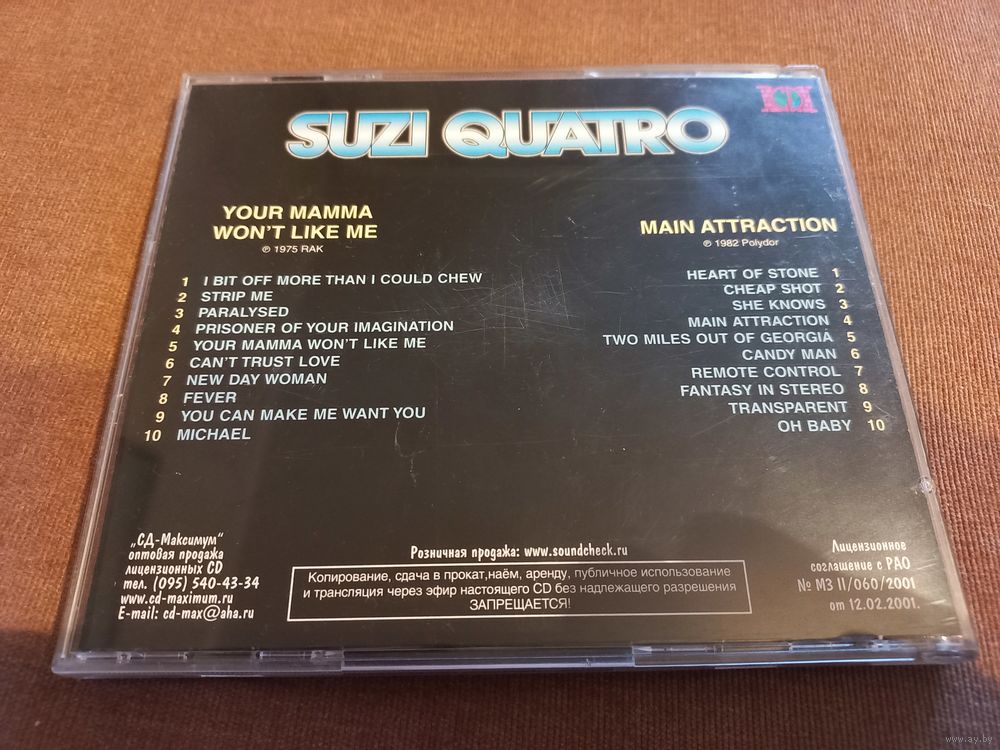 CD
SUZI QUATRO
YOUR MAMMA
WON'T LIKE ME
℗ 1975 RAK
1 I BIT OFF MORE THAN I COULD CHEW
2 STRIP ME
3 PARALYSED
4 PRISONER OF YOUR IMAGINATION
5 YOUR MAMMA WON'T LIKE ME
6 CAN'T TRUST LOVE
7 NEW DAY WOMAN
8 FEVER
9 YOU CAN MAKE ME WANT YOU
10 MICHAEL
MAIN ATTRACTION
℗ 1982 Polydor
HEART OF STONE 1
CHEAP SHOT 2
SHE KNOWS 3
MAIN ATTRACTION 4
TWO MILES OUT OF GEORGIA 5
CANDY MAN 6
REMOTE CONTROL 7
FANTASY IN STEREO 8
TRANSPARENT 9
OH BABY 10
„СД-Максимум“
оптовая продажа
лицензионных CD
тел. (095) 540-43-34
www.cd-maximum.ru
E-mail: cd-max@aha.ru
Розничная продажа: www.soundcheck.ru
Копирование, сдача в прокат,наём, аренду, публичное использование
и трансляция через эфир настоящего CD без надлежащего разрешения
ЗАПРЕЩАЕТСЯ!
Лицензионное
соглашение с РАО
№ МЗ II/060/2001
от 12.02.2001.
www.ay.by